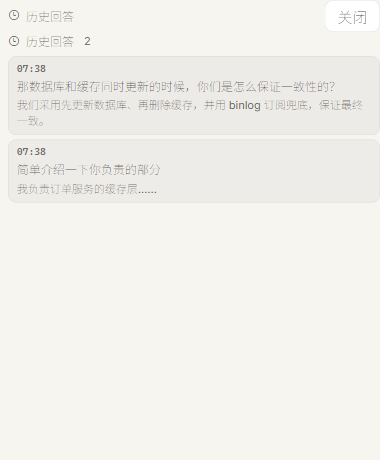 历史回答
关闭
历史回答 2
07:38
那数据库和缓存同时更新的时候，你们是怎么保证一致性的？
我们采用先更新数据库、再删除缓存，并用 binlog 订阅兜底，保证最终
一致。
07:38
简单介绍一下你负责的部分
我负责订单服务的缓存层……